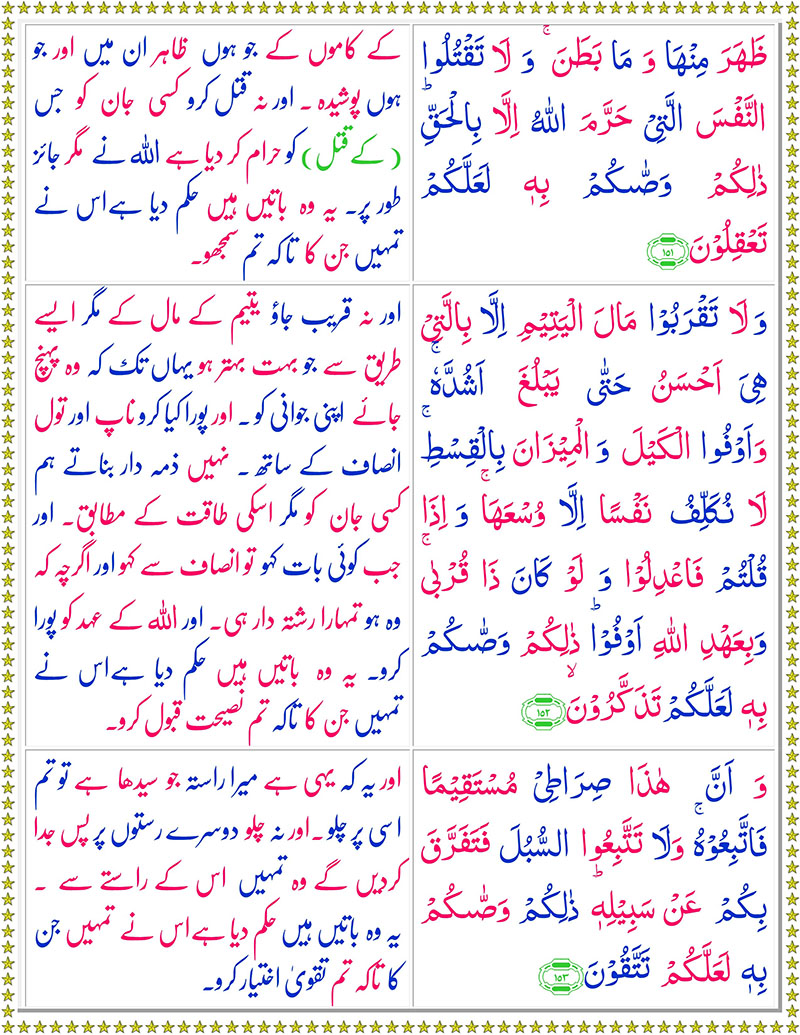 ظَهَرَ مِنْهَا وَ مَا بَطَنَ ۚ وَ لَا تَقْتُلُوا
النَّفْسَ الَّتِیْ حَرَّمَ اللّٰهُ اِلَّا بِالْحَقِّ ؕ
ذٰلِكُمْ وَصّٰىكُمْ بِهٖ لَعَلَّكُمْ
تَعْقِلُوْنَ ۱۵۱
کے کاموں کے جو ہوں ظاہر ان میں اور جو
ہوں پوشیدہ ۔ اور نہ قتل کرو کسی جان کو جس
(کے قتل) کو حرام کر دیا ہے اللہ نے مگر جائز
طور پر۔ یہ وہ باتیں ہیں حکم دیا ہے اس نے
تمہیں جن کا تاکہ تم سمجھو۔
وَ لَا تَقْرَبُوْا مَالَ الْیَتِیْمِ اِلَّا بِالَّتِیْ
هِیَ اَحْسَنُ حَتّٰی یَبْلُغَ اَشُدَّهٗ ۚ
وَ اَوْفُوا الْكَیْلَ وَ الْمِیْزَانَ بِالْقِسْطِ ۚ
لَا نُكَلِّفُ نَفْسًا اِلَّا وُسْعَهَا ۚ وَ اِذَا
قُلْتُمْ فَاعْدِلُوْا وَ لَوْ كَانَ ذَا قُرْبٰی ۚ
وَبِعَهْدِ اللّٰهِ اَوْفُوْا ؕ ذٰلِكُمْ وَصّٰىكُمْ
بِهٖ لَعَلَّكُمْ تَذَكَّرُوْنَ ۙ ۱۵۲
اور نہ قریب جاؤ یتیم کے مال کے مگر ایسے
طریق سے جو بہت بہتر ہو یہاں تک کہ وہ پہنچ
جائے اپنی جوانی کو ۔ اور پورا کیا کرو ناپ اور تول
انصاف کے ساتھ ۔ نہیں ذمہ دار بناتے ہم
کسی جان کو مگر اسکی طاقت کے مطابق۔ اور
جب کوئی بات کہو تو انصاف سے کہو اور اگرچہ کہ
وہ ہو تمہارا رشتہ دار ہی۔ اور اللہ کے عہد کو پورا
کرو۔ یہ وہ باتیں ہیں حکم دیا ہے اس نے
تمہیں جن کا تاکہ تم نصیحت قبول کرو۔
وَ اَنَّ هٰذَا صِرَاطِیْ مُسْتَقِیْمًا
فَاتَّبِعُوْهُ ۚ وَلَا تَتَّبِعُوا السُّبُلَ فَتَفَرَّقَ
بِكُمْ عَنْ سَبِیْلِهٖ ؕ ذٰلِكُمْ وَصّٰىكُمْ
بِهٖ لَعَلَّكُمْ تَتَّقُوْنَ ۱۵۳
اور یہ کہ یہی ہے میرا راستہ جو سیدھا ہے تو تم
اسی پر چلو ۔اور نہ چلو دوسرے رستوں پر پس جدا
کردیں گے وہ تمہیں اس کے راستے سے ۔
یہ وہ باتیں ہیں حکم دیا ہے اس نے تمہیں جن
کا تاکہ تم تقویٰ اختیار کرو۔